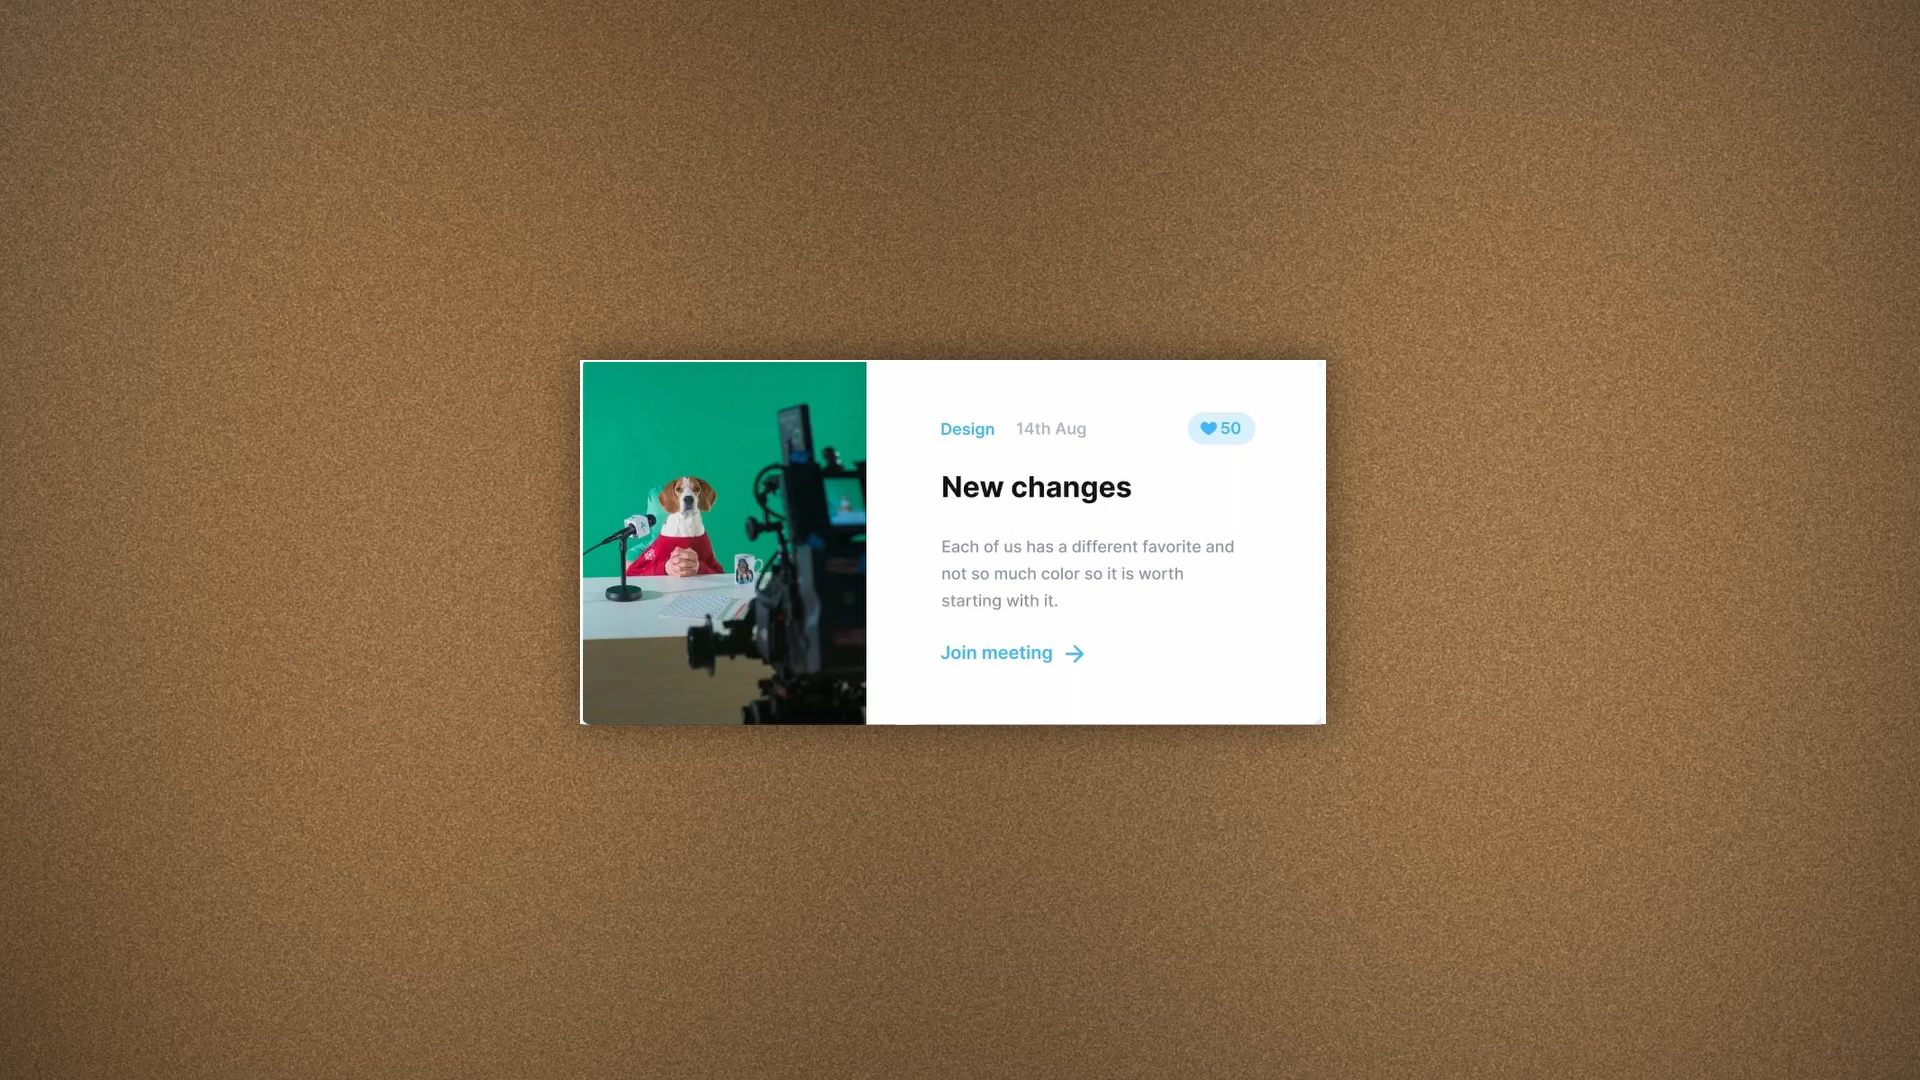 Design 14th Aug 50
New changes
Each of us has a different favorite and
not so much color so it is worth
starting with it.
Join meeting